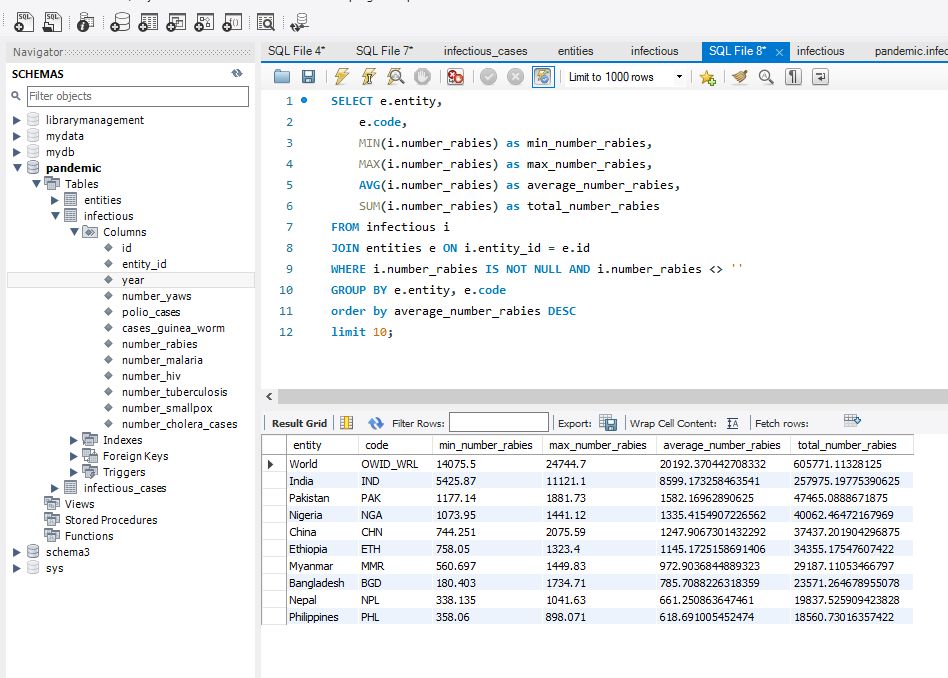 SQL SQL
Navigator
SCHEMAS
Filter objects
librarymanagement
mydata
mydb
pandemic
Tables
entities
infectious
Columns
id
entity_id
year
number_yaws
polio_cases
cases_guinea_worm
number_rabies
number_malaria
number_hiv
number_tuberculosis
number_smallpox
number_cholera_cases
Indexes
Foreign Keys
Triggers
infectious_cases
Views
Stored Procedures
Functions
schema3
sys
SQL File 4* SQL File 7* infectious_cases entities infectious SQL File 8* infectious pandemic.infec
Limit to 1000 rows
1 SELECT e.entity,
2 e.code,
3 MIN(i.number_rabies) as min_number_rabies,
4 MAX(i.number_rabies) as max_number_rabies,
5 AVG(i.number_rabies) as average_number_rabies,
6 SUM(i.number_rabies) as total_number_rabies
7 FROM infectious i
8 JOIN entities e ON i.entity_id = e.id
9 WHERE i.number_rabies IS NOT NULL AND i.number_rabies <> ''
10 GROUP BY e.entity, e.code
11 order by average_number_rabies DESC
12 limit 10;
Result Grid Filter Rows: Export: Wrap Cell Content: Fetch rows:
entity code min_number_rabies max_number_rabies average_number_rabies total_number_rabies
World OWID_WRL 14075.5 24744.7 20192.370442708332 605771.11328125
India IND 5425.87 11121.1 8599.173258463541 257975.19775390625
Pakistan PAK 1177.14 1881.73 1582.16962890625 47465.0888671875
Nigeria NGA 1073.95 1441.12 1335.4154907226562 40062.46472167969
China CHN 744.251 2075.59 1247.9067301432292 37437.201904296875
Ethiopia ETH 758.05 1323.4 1145.1725158691406 34355.17547607422
Myanmar MMR 560.697 1449.83 972.9036844889323 29187.11053466797
Bangladesh BGD 180.403 1734.71 785.7088226318359 23571.264678955078
Nepal NPL 338.135 1041.63 661.250863647461 19837.525909423828
Philippines PHL 358.06 898.071 618.691005452474 18560.73016357422